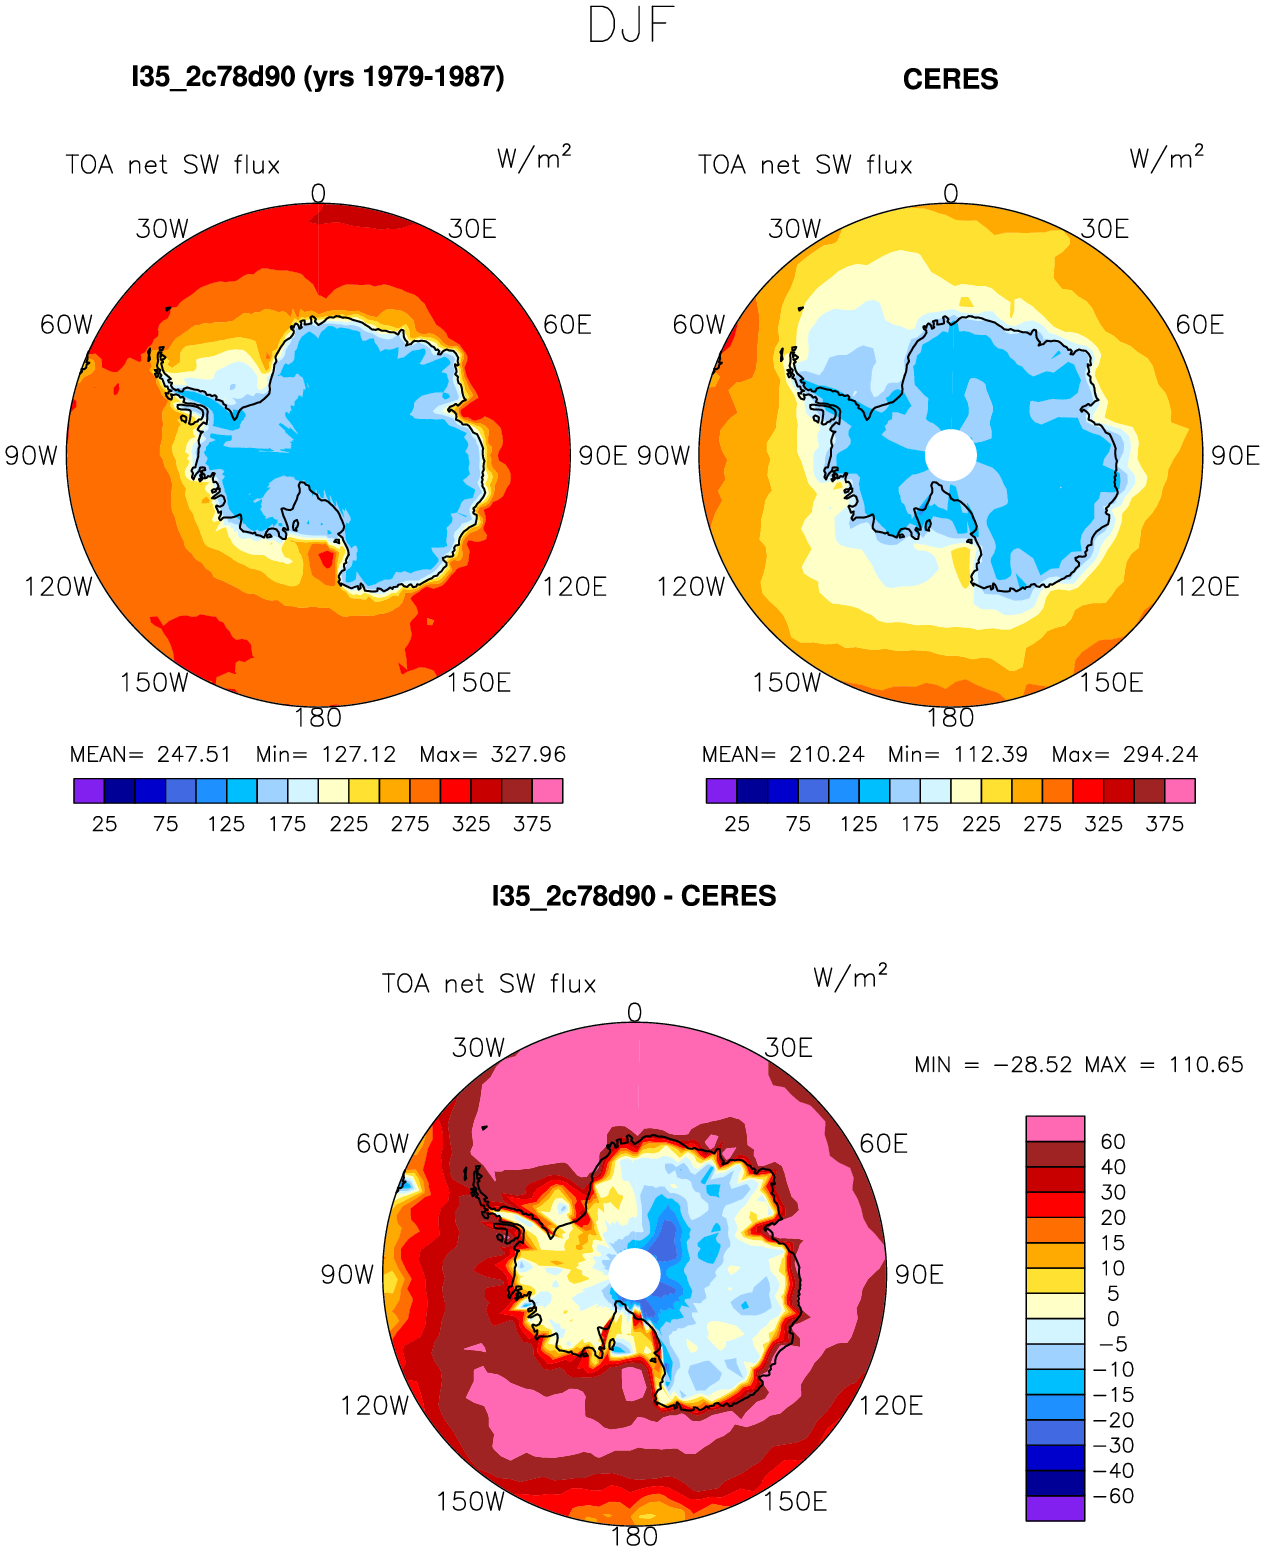 DJF
I35_2c78d90 (yrs 1979-1987)
TOA net SW flux W/m2
0
30W 30E
60W 60E
90W 90E
120W 120E
150W 150E
180
MEAN= 247.51 Min= 127.12 Max= 327.96
25 75 125 175 225 275 325 375
CERES
TOA net SW flux W/m2
0
30W 30E
60W 60E
90W 90E
120W 120E
150W 150E
180
MEAN= 210.24 Min= 112.39 Max= 294.24
25 75 125 175 225 275 325 375
I35_2c78d90 - CERES
TOA net SW flux W/m2
0
30W 30E
60W 60E
90W 90E
120W 120E
150W 150E
180
MIN = −28.52 MAX = 110.65
60
40
30
20
15
10
5
0
−5
−10
−15
−20
−30
−40
−60